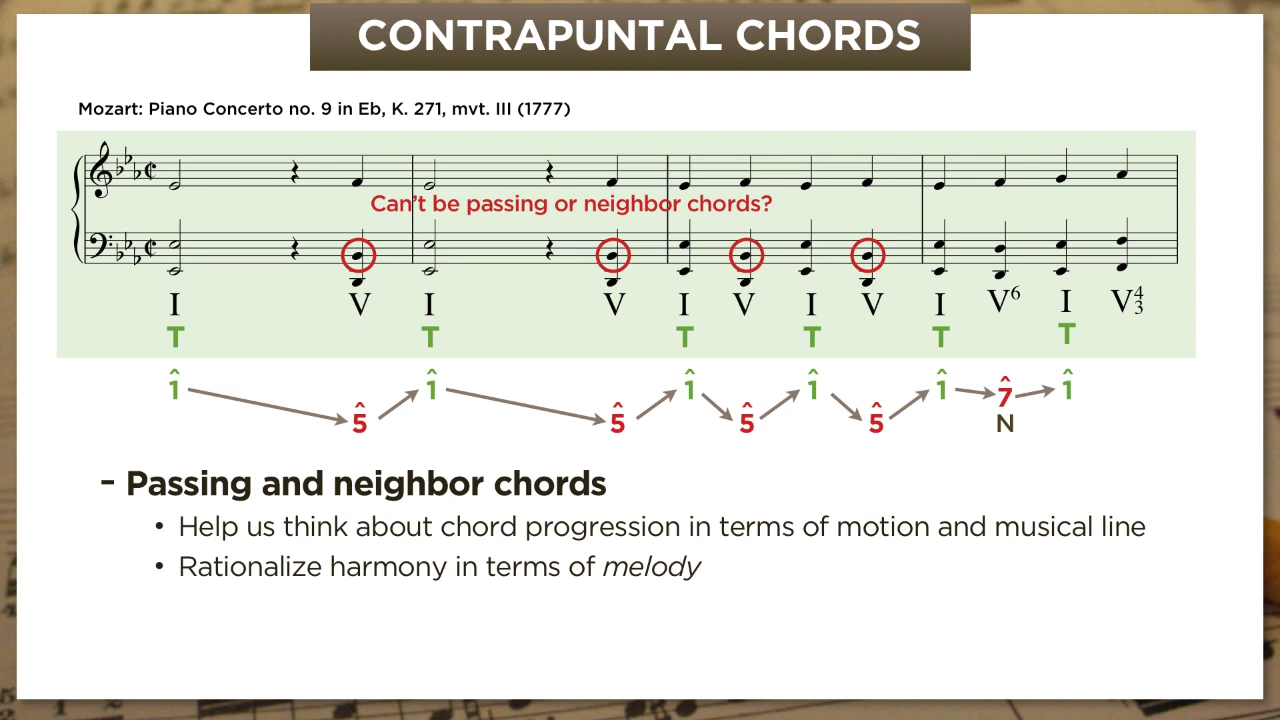 CONTRAPUNTAL CHORDS
Mozart: Piano Concerto no. 9 in Eb, K. 271, mvt. III (1777)
Can't be passing or neighbor chords?
I V I V I V I V I V6 I V43
T T T T T T
^1 ^5 ^1 ^5 ^1 ^5 ^1 ^5 ^1 ^7 ^1
N
– Passing and neighbor chords
• Help us think about chord progression in terms of motion and musical line
• Rationalize harmony in terms of melody